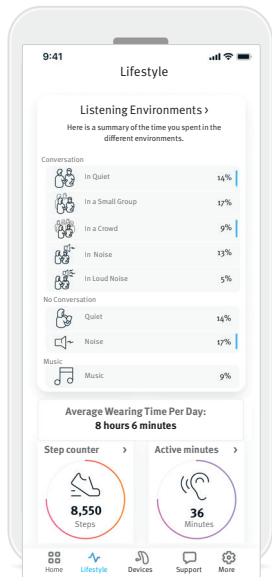 9:41
Lifestyle
Listening Environments ›
Here is a summary of the time you spent in the
different environments.
Conversation
In Quiet 14%
In a Small Group 17%
In a Crowd 9%
In Noise 13%
In Loud Noise 5%
No Conversation
Quiet 14%
Noise 17%
Music
Music 9%
Average Wearing Time Per Day:
8 hours 6 minutes
Step counter › Active minutes ›
8,550 36
Steps Minutes
Home Lifestyle Devices Support More